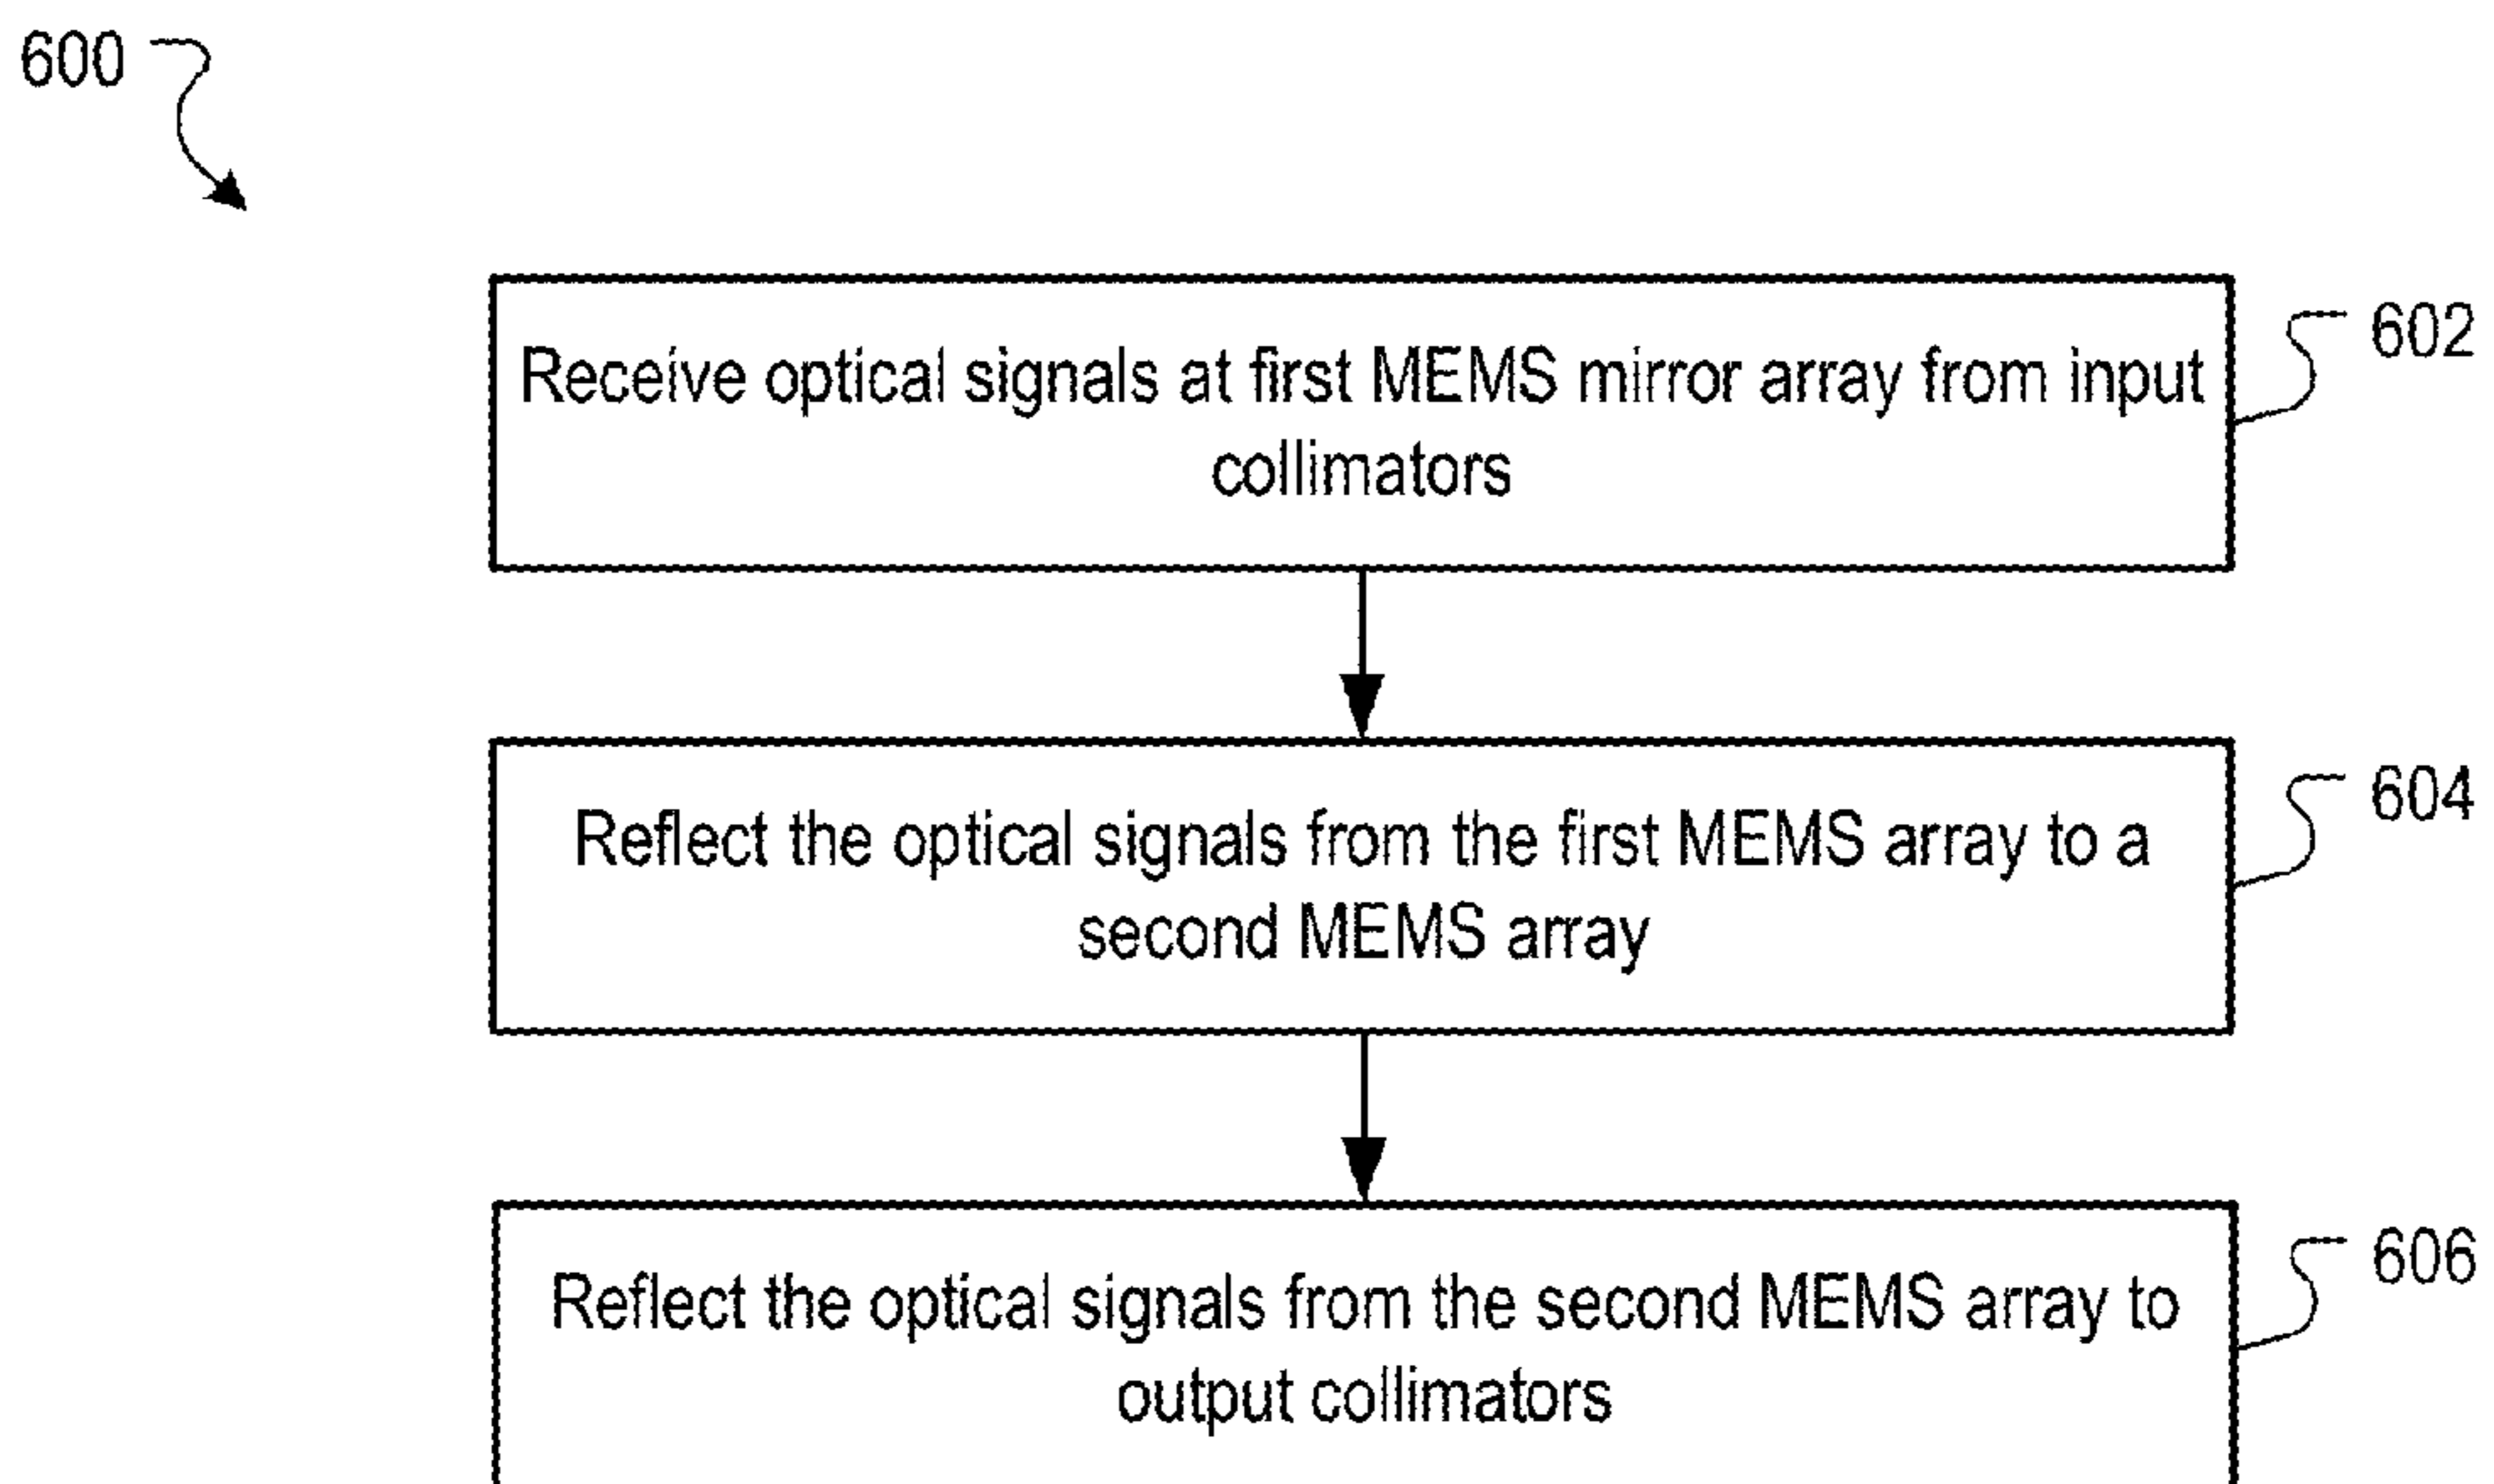 600
Receive optical signals at first MEMS mirror array from input
collimators
602
Reflect the optical signals from the first MEMS array to a
second MEMS array
604
Reflect the optical signals from the second MEMS array to
output collimators
606